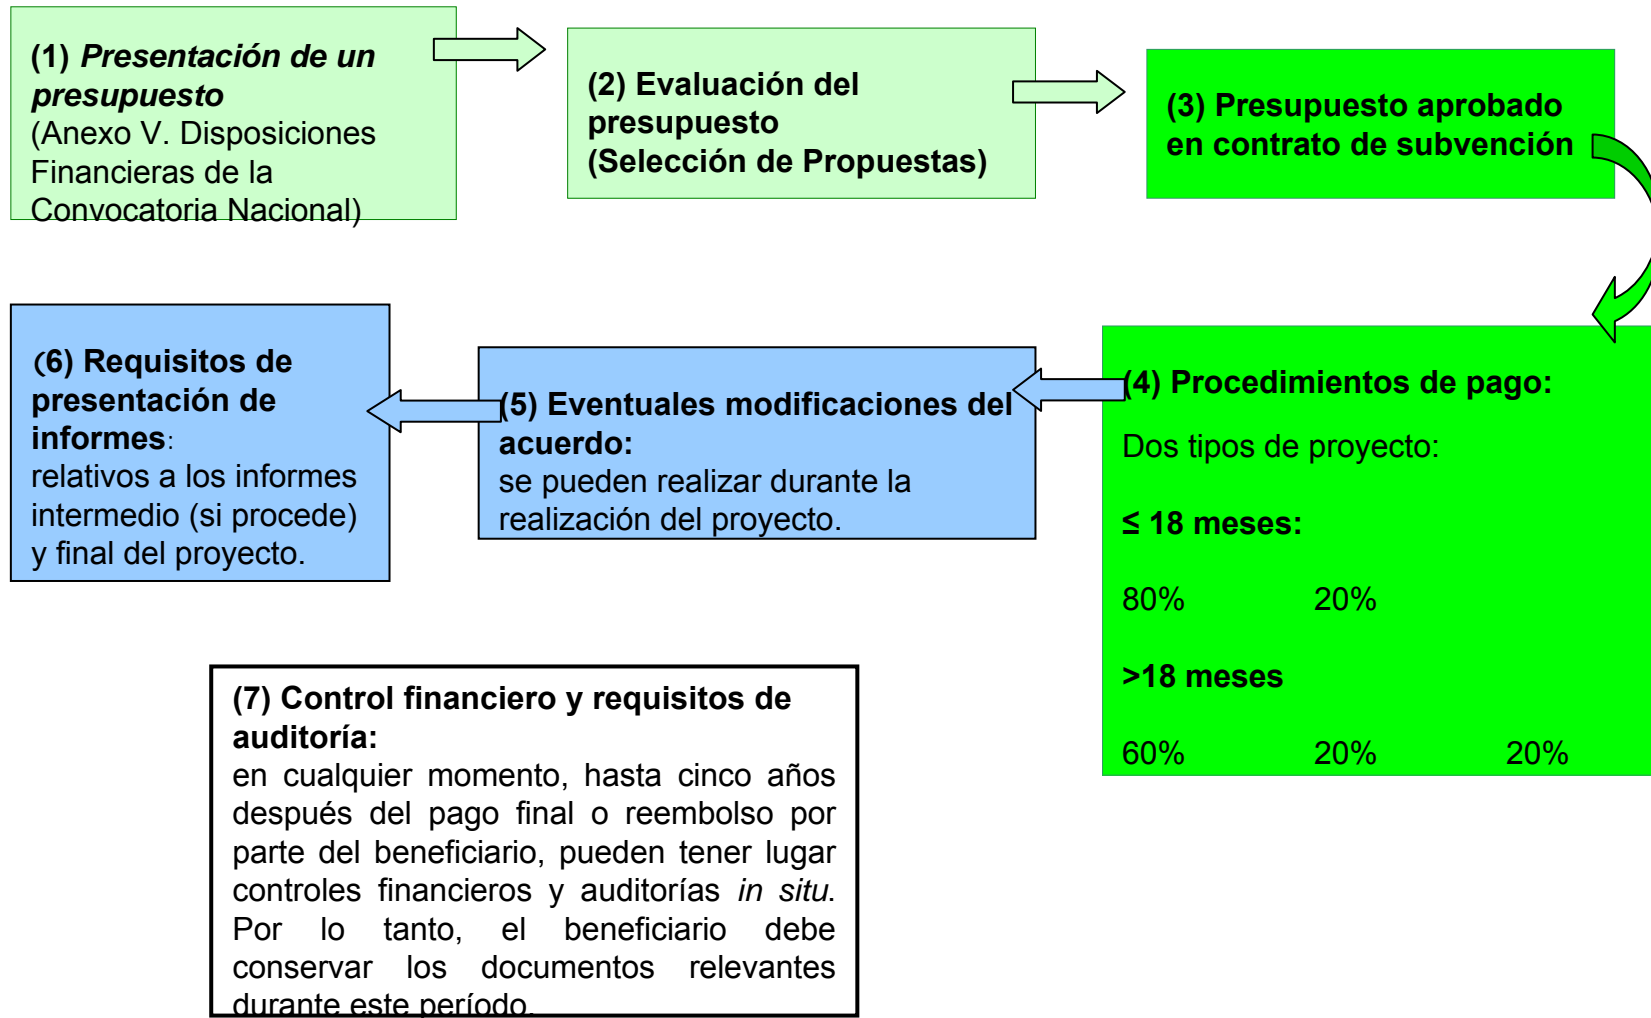 (1) Presentación de un
presupuesto
(Anexo V. Disposiciones
Financieras de la
Convocatoria Nacional)
(2) Evaluación del
presupuesto
(Selección de Propuestas)
(3) Presupuesto aprobado
en contrato de subvención
(4) Procedimientos de pago:
Dos tipos de proyecto:
≤ 18 meses:
80% 20%
>18 meses
60% 20% 20%
(5) Eventuales modificaciones del
acuerdo:
se pueden realizar durante la
realización del proyecto.
(6) Requisitos de
presentación de
informes:
relativos a los informes
intermedio (si procede)
y final del proyecto.
(7) Control financiero y requisitos de
auditoría:
en cualquier momento, hasta cinco años
después del pago final o reembolso por
parte del beneficiario, pueden tener lugar
controles financieros y auditorías in situ.
Por lo tanto, el beneficiario debe
conservar los documentos relevantes
durante este período.